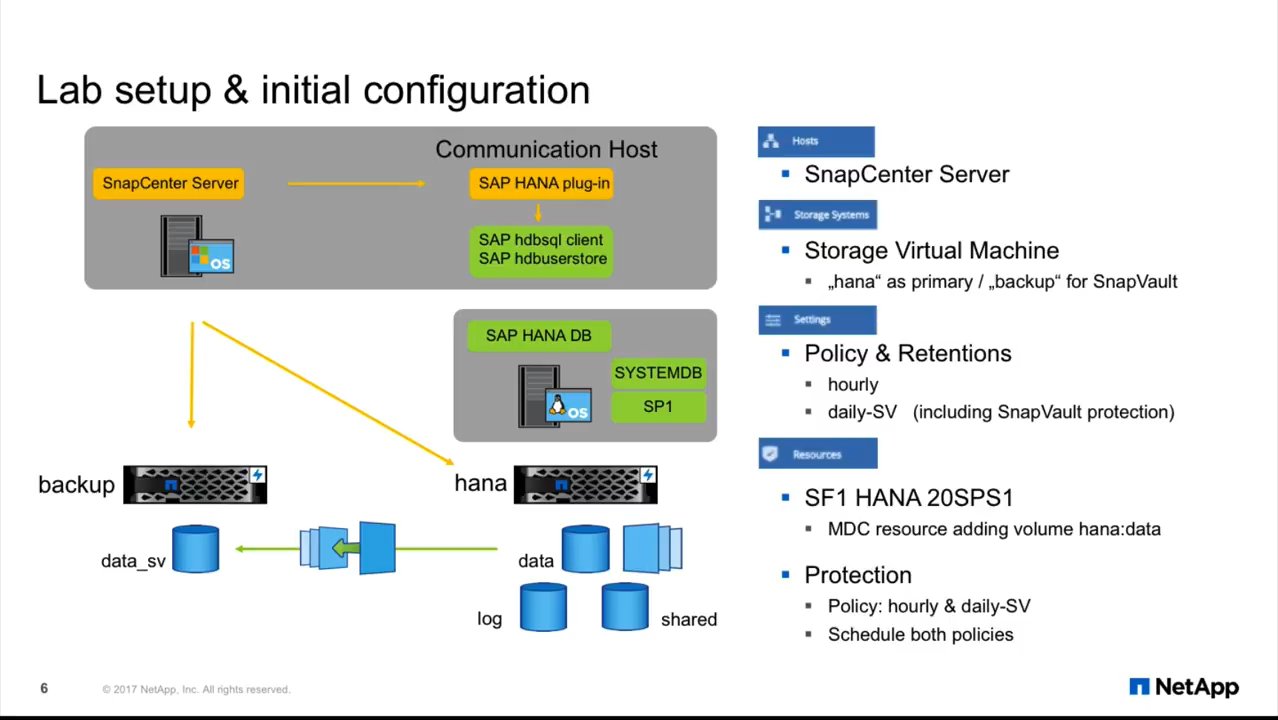 Lab setup & initial configuration
Communication Host
SnapCenter Server
SAP HANA plug-in
SAP hdbsql client
SAP hdbuserstore
OS
SAP HANA DB
SYSTEMDB
SP1
OS
backup
hana
data_sv
data
log
shared
Hosts
SnapCenter Server
Storage Systems
Storage Virtual Machine
„hana“ as primary / „backup“ for SnapVault
Settings
Policy & Retentions
hourly
daily-SV (including SnapVault protection)
Resources
SF1 HANA 20SPS1
MDC resource adding volume hana:data
Protection
Policy: hourly & daily-SV
Schedule both policies
6
© 2017 NetApp, Inc. All rights reserved.
NetApp